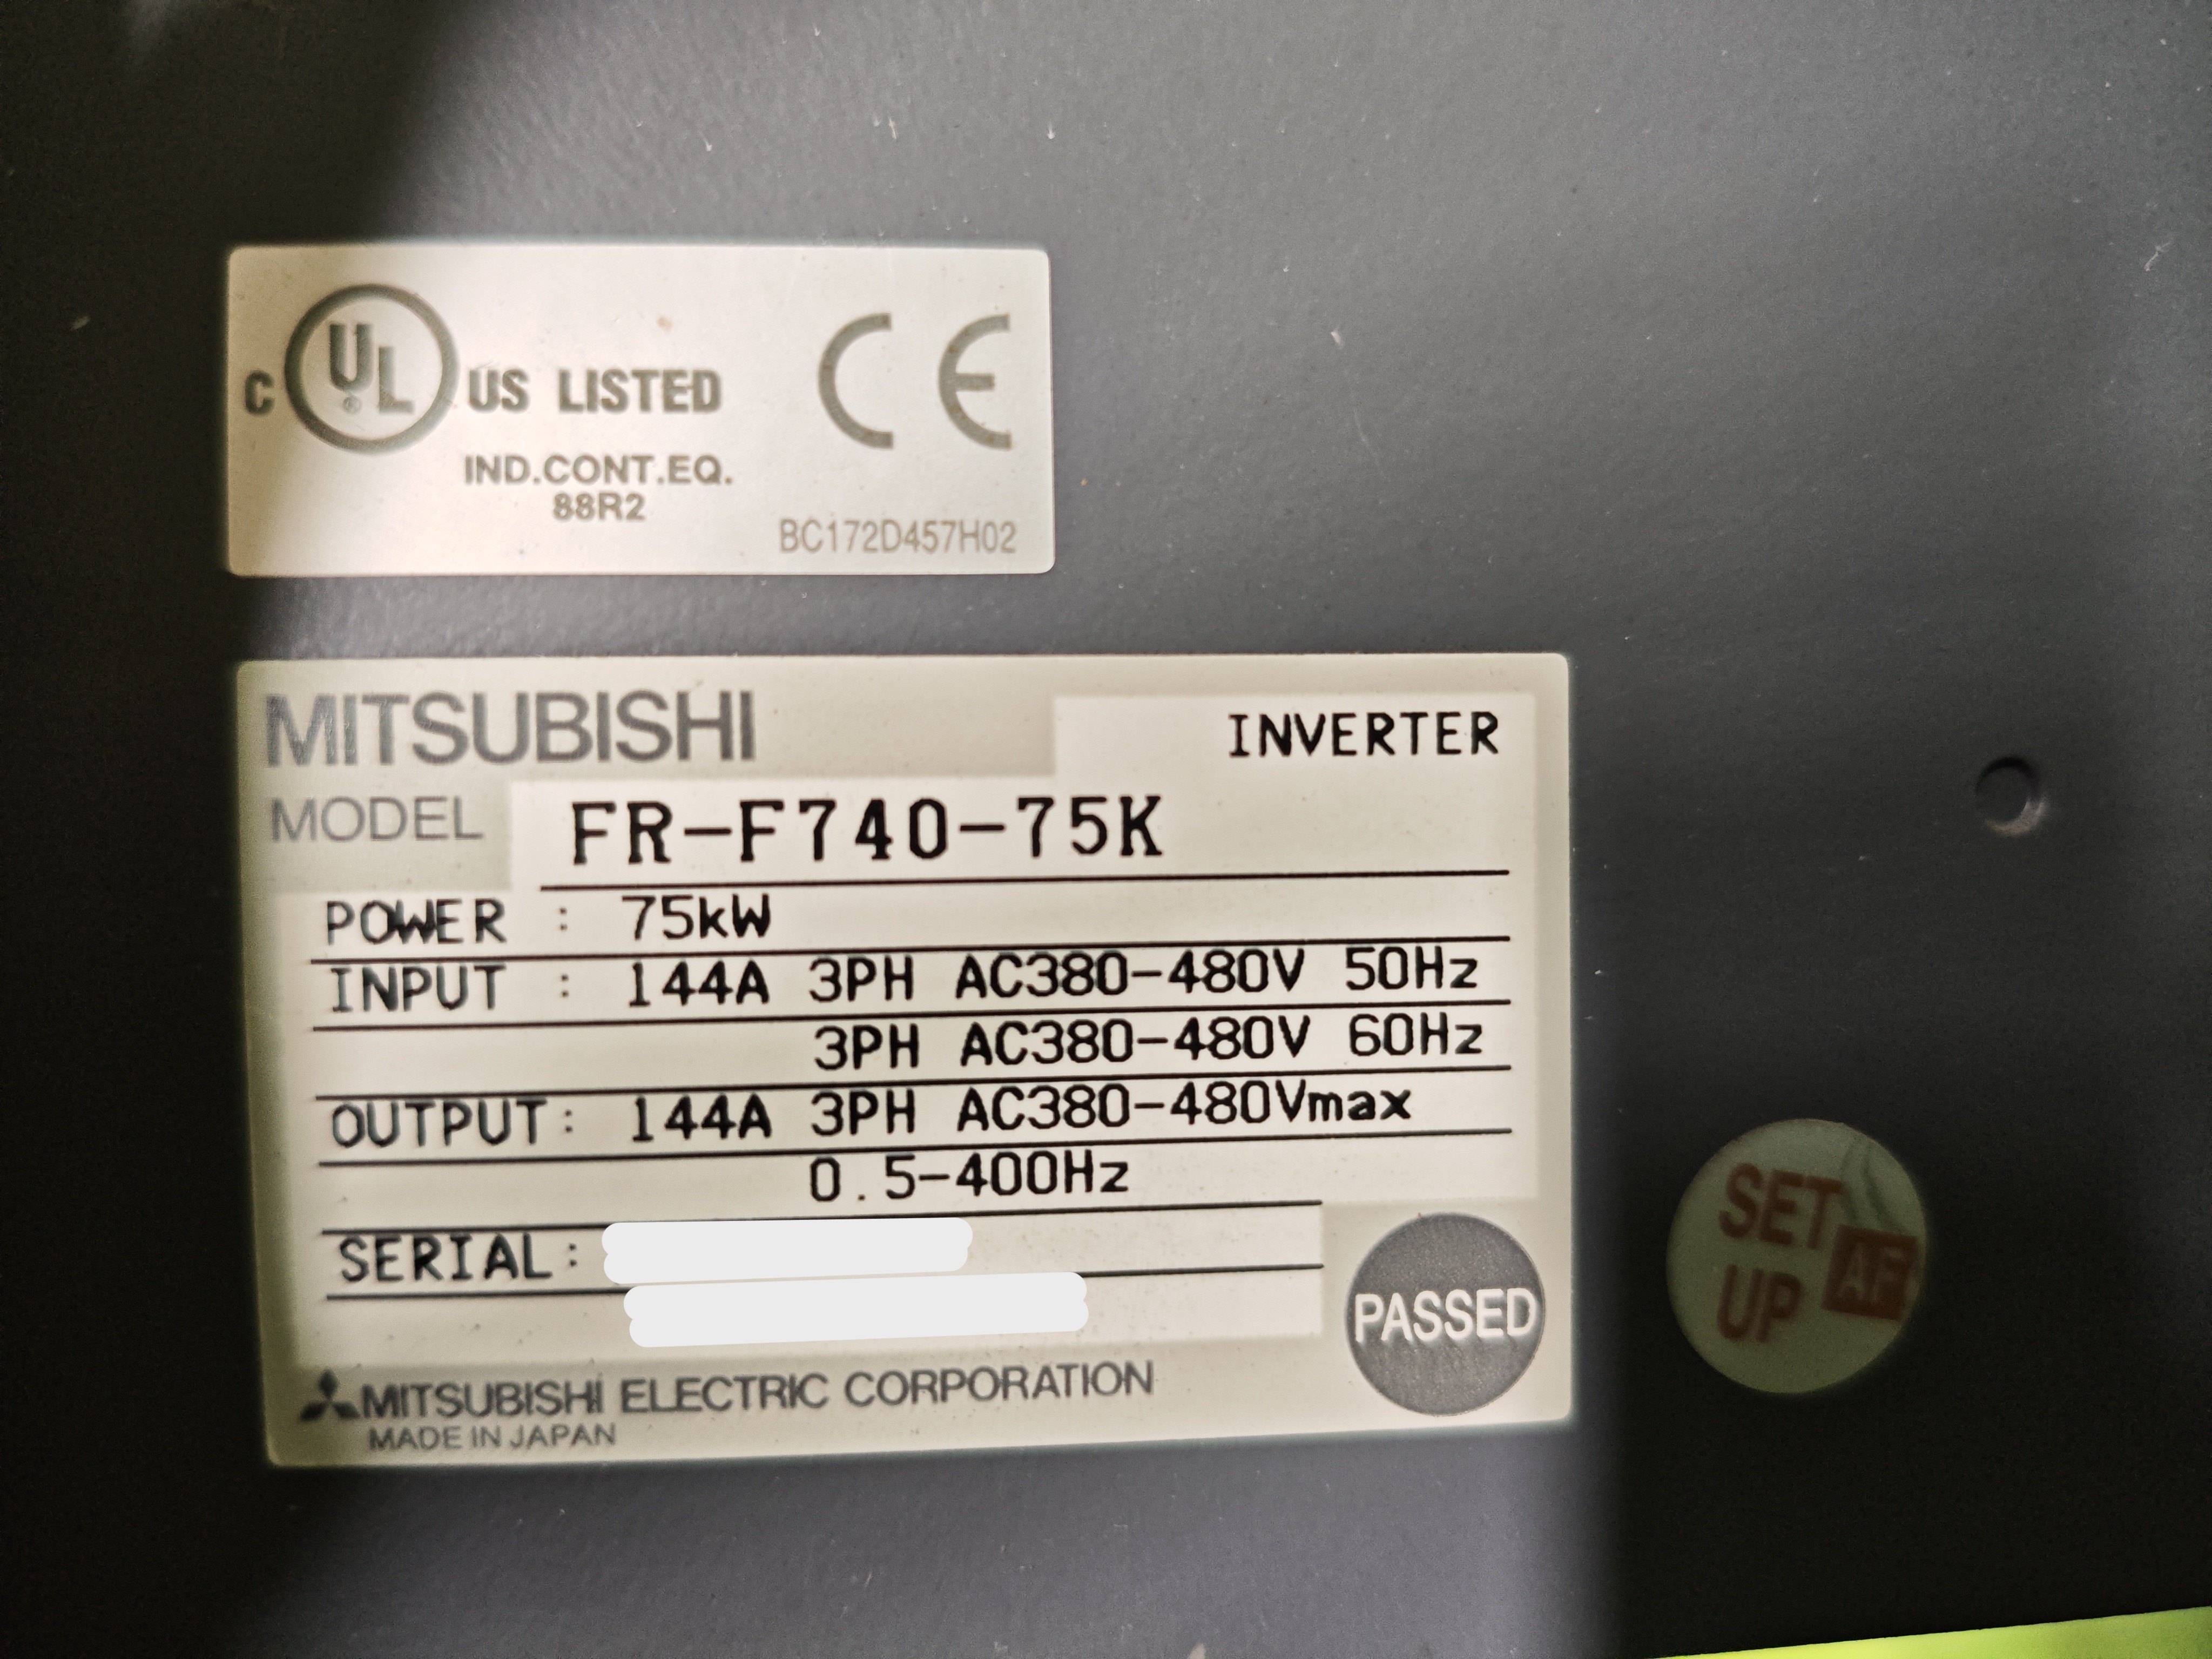 C UL® US LISTED
IND.CONT.EQ.
88R2
CE
BC172D457H02
MITSUBISHI INVERTER
MODEL FR-F740-75K
POWER : 75kW
INPUT : 144A 3PH AC380-480V 50Hz
3PH AC380-480V 60Hz
OUTPUT: 144A 3PH AC380-480Vmax
0.5-400Hz
SERIAL:
PASSED
MITSUBISHI ELECTRIC CORPORATION
MADE IN JAPAN
SET
UP AF